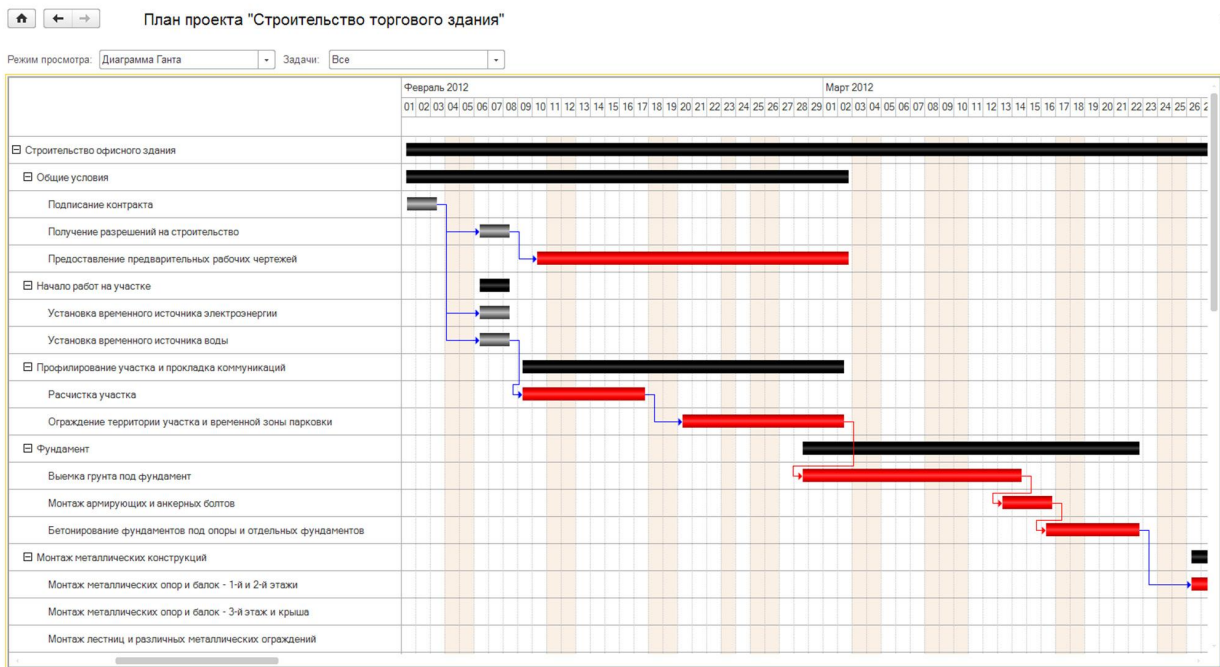 План проекта "Строительство торгового здания"
Режим просмотра: Диаграмма Ганта Задачи: Все
Февраль 2012 Март 2012
01 02 03 04 05 06 07 08 09 10 11 12 13 14 15 16 17 18 19 20 21 22 23 24 25 26 27 28 29 01 02 03 04 05 06 07 08 09 10 11 12 13 14 15 16 17 18 19 20 21 22 23 24 25 26 2
Строительство офисного здания
Общие условия
Подписание контракта
Получение разрешений на строительство
Предоставление предварительных рабочих чертежей
Начало работ на участке
Установка временного источника электроэнергии
Установка временного источника воды
Профилирование участка и прокладка коммуникаций
Расчистка участка
Ограждение территории участка и временной зоны парковки
Фундамент
Выемка грунта под фундамент
Монтаж армирующих и анкерных болтов
Бетонирование фундаментов под опоры и отдельных фундаментов
Монтаж металлических конструкций
Монтаж металлических опор и балок - 1-й и 2-й этажи
Монтаж металлических опор и балок - 3-й этаж и крыша
Монтаж лестниц и различных металлических ограждений